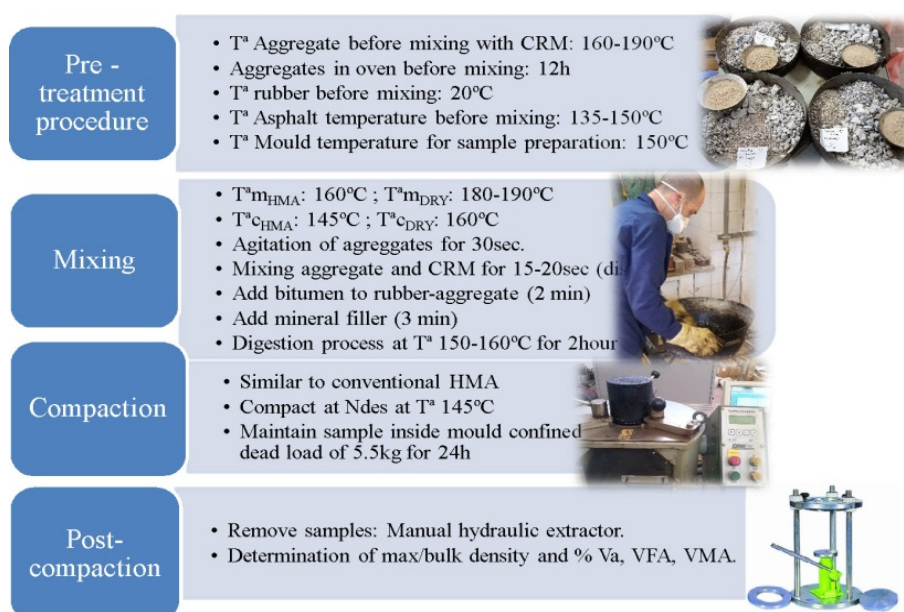 Pre -
treatment
procedure
• Tª Aggregate before mixing with CRM: 160-190ºC
• Aggregates in oven before mixing: 12h
• Tª rubber before mixing: 20ºC
• Tª Asphalt temperature before mixing: 135-150ºC
• Tª Mould temperature for sample preparation: 150ºC
Mixing
• TªmHMA: 160ºC ; TªmDRY: 180-190ºC
• TªcHMA: 145ºC ; TªcDRY: 160ºC
• Agitation of agreggates for 30sec.
• Mixing aggregate and CRM for 15-20sec (di
• Add bitumen to rubber-aggregate (2 min)
• Add mineral filler (3 min)
• Digestion process at Tª 150-160ºC for 2hour
Compaction
• Similar to conventional HMA
• Compact at Ndes at Tª 145ºC
• Maintain sample inside mould confined
dead load of 5.5kg for 24h
Post-
compaction
• Remove samples: Manual hydraulic extractor.
• Determination of max/bulk density and % Va, VFA, VMA.